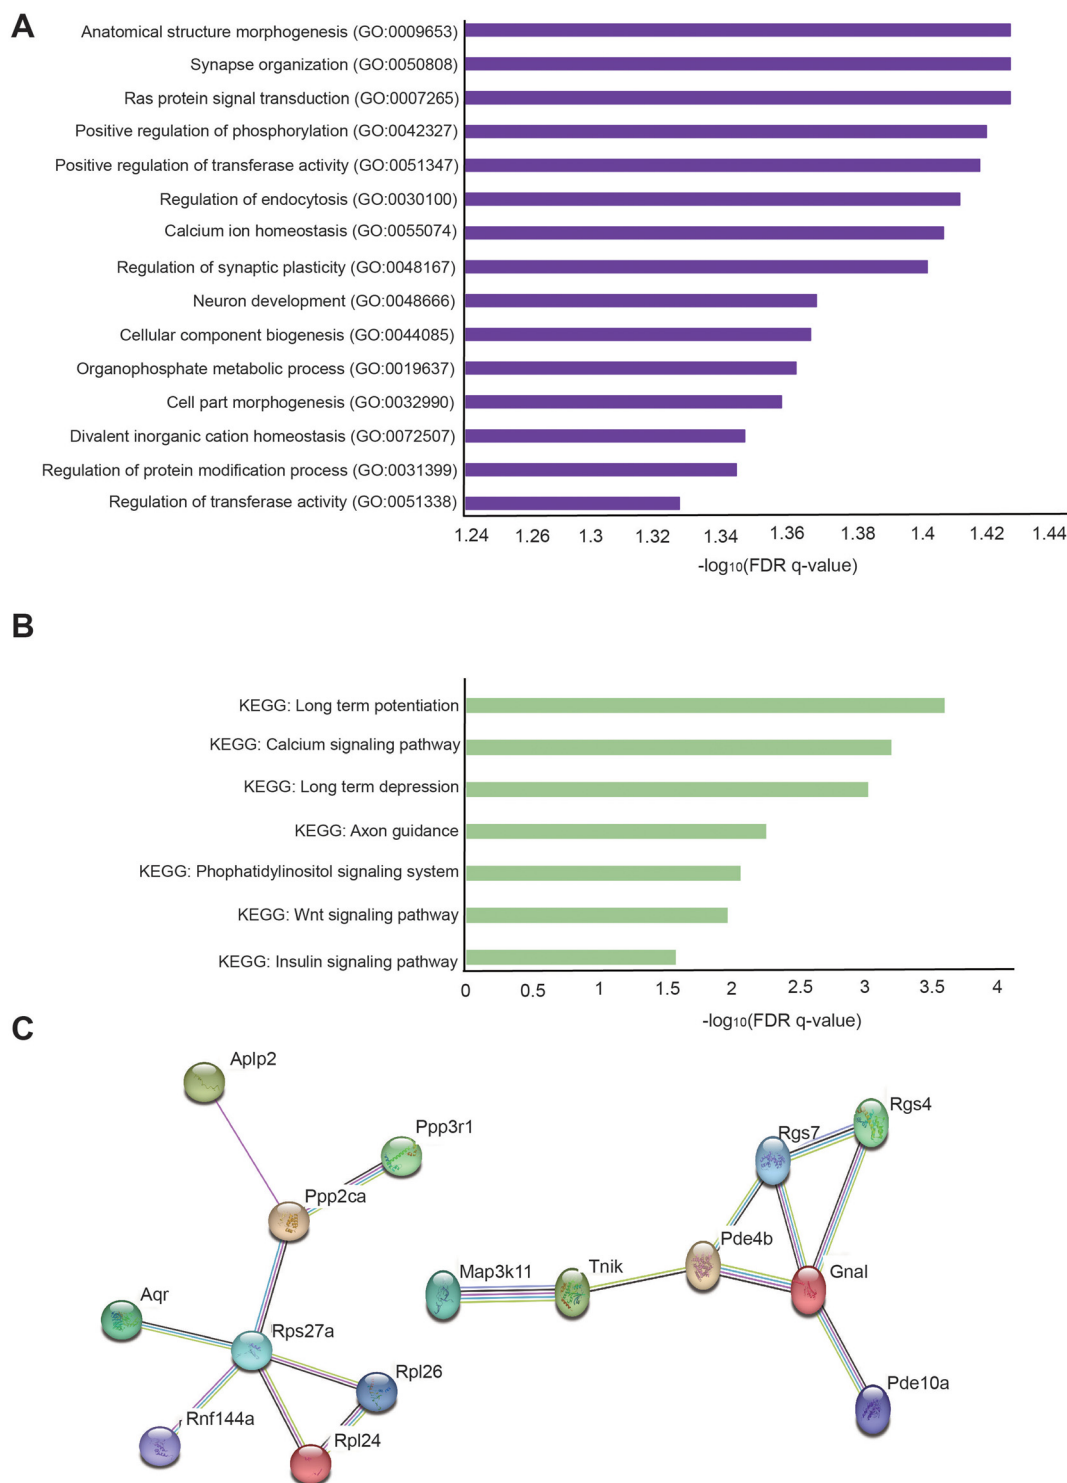 A
Anatomical structure morphogenesis (GO:0009653)
Synapse organization (GO:0050808)
Ras protein signal transduction (GO:0007265)
Positive regulation of phosphorylation (GO:0042327)
Positive regulation of transferase activity (GO:0051347)
Regulation of endocytosis (GO:0030100)
Calcium ion homeostasis (GO:0055074)
Regulation of synaptic plasticity (GO:0048167)
Neuron development (GO:0048666)
Cellular component biogenesis (GO:0044085)
Organophosphate metabolic process (GO:0019637)
Cell part morphogenesis (GO:0032990)
Divalent inorganic cation homeostasis (GO:0072507)
Regulation of protein modification process (GO:0031399)
Regulation of transferase activity (GO:0051338)
1.24 1.26 1.3 1.32 1.34 1.36 1.38 1.4 1.42 1.44
-log10(FDR q-value)
B
KEGG: Long term potentiation
KEGG: Calcium signaling pathway
KEGG: Long term depression
KEGG: Axon guidance
KEGG: Phophatidylinositol signaling system
KEGG: Wnt signaling pathway
KEGG: Insulin signaling pathway
0 0.5 1 1.5 2 2.5 3 3.5 4
-log10(FDR q-value)
C
Aplp2
Ppp3r1
Ppp2ca
Aqr
Rps27a
Rpl26
Rnf144a
Rpl24
Rgs4
Rgs7
Pde4b
Map3k11
Tnik
Gnal
Pde10a